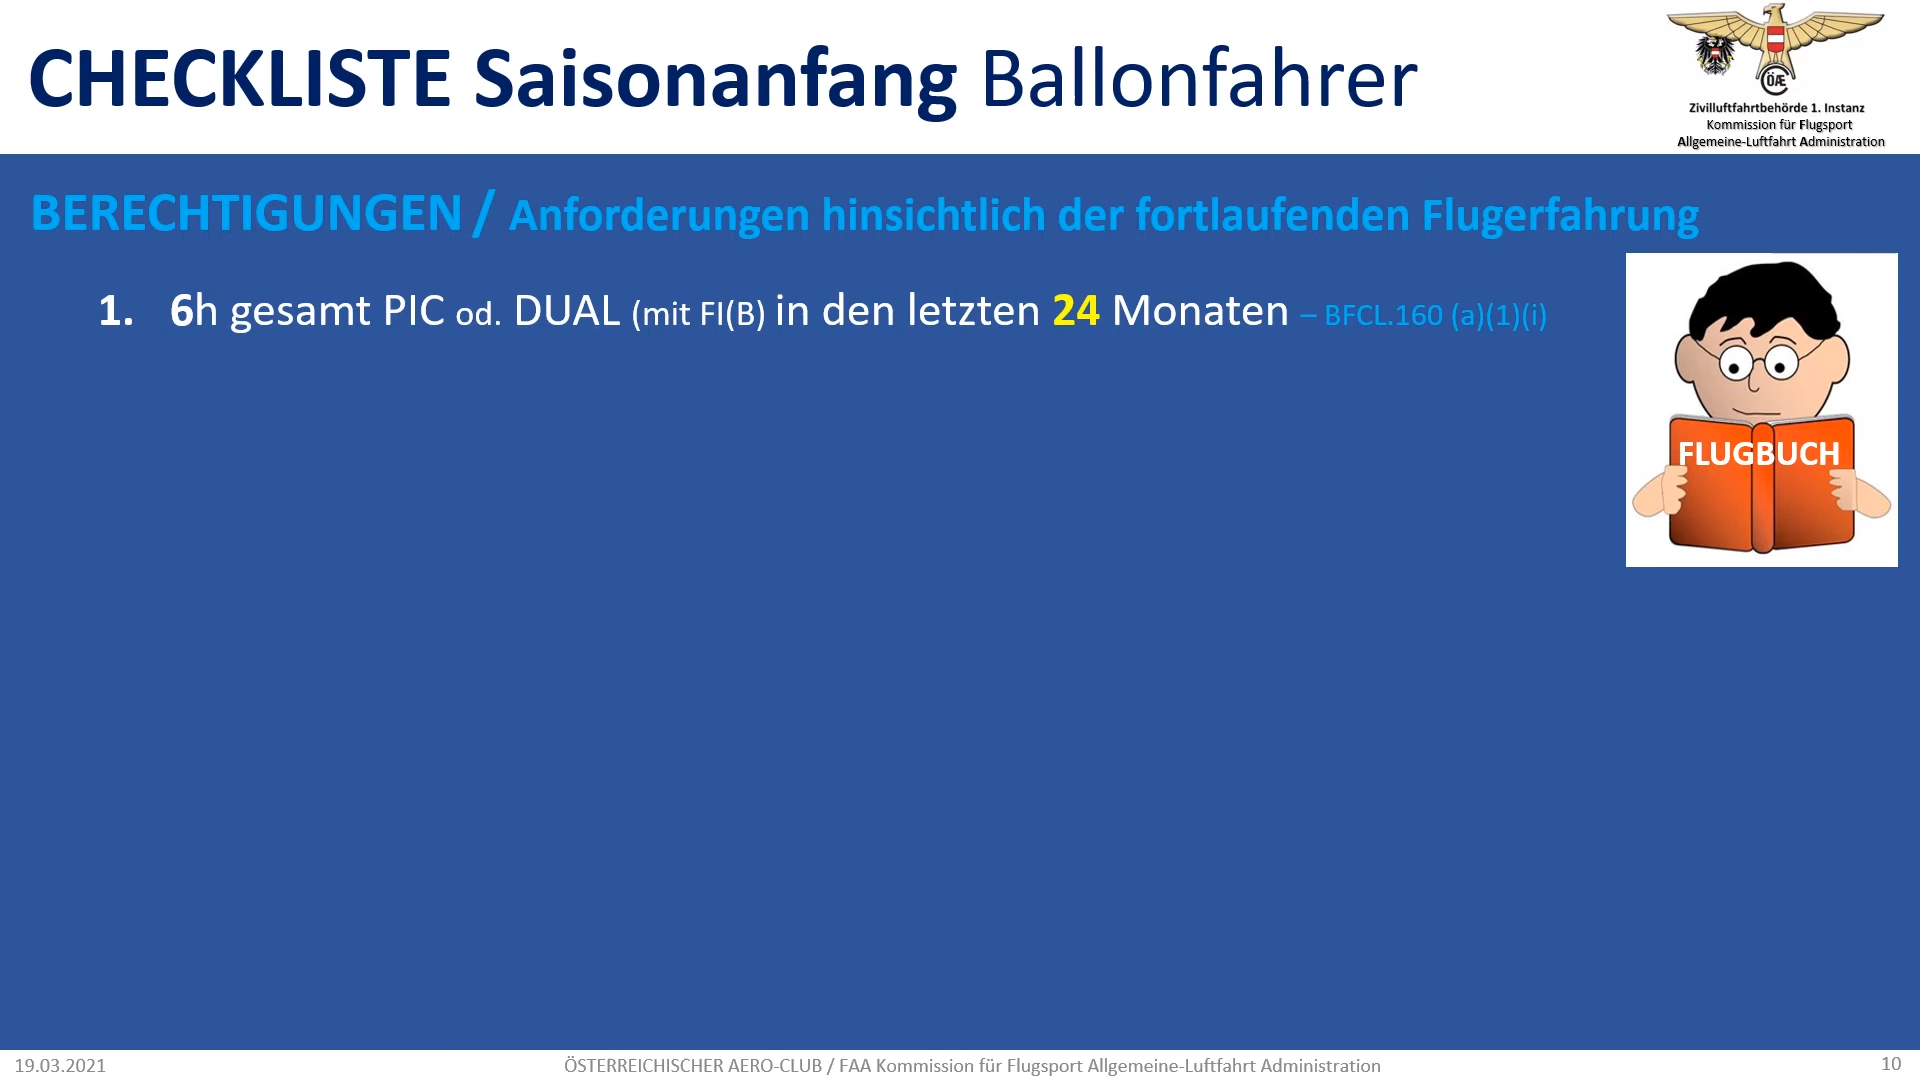 CHECKLISTE Saisonanfang Ballonfahrer
ÖAE
Zivilluftfahrtbehörde 1. Instanz
Kommission für Flugsport
Allgemeine-Luftfahrt Administration
BERECHTIGUNGEN / Anforderungen hinsichtlich der fortlaufenden Flugerfahrung
1. 6h gesamt PIC od. DUAL (mit FI(B) in den letzten 24 Monaten – BFCL.160 (a)(1)(i)
FLUGBUCH
19.03.2021
ÖSTERREICHISCHER AERO-CLUB / FAA Kommission für Flugsport Allgemeine-Luftfahrt Administration
10